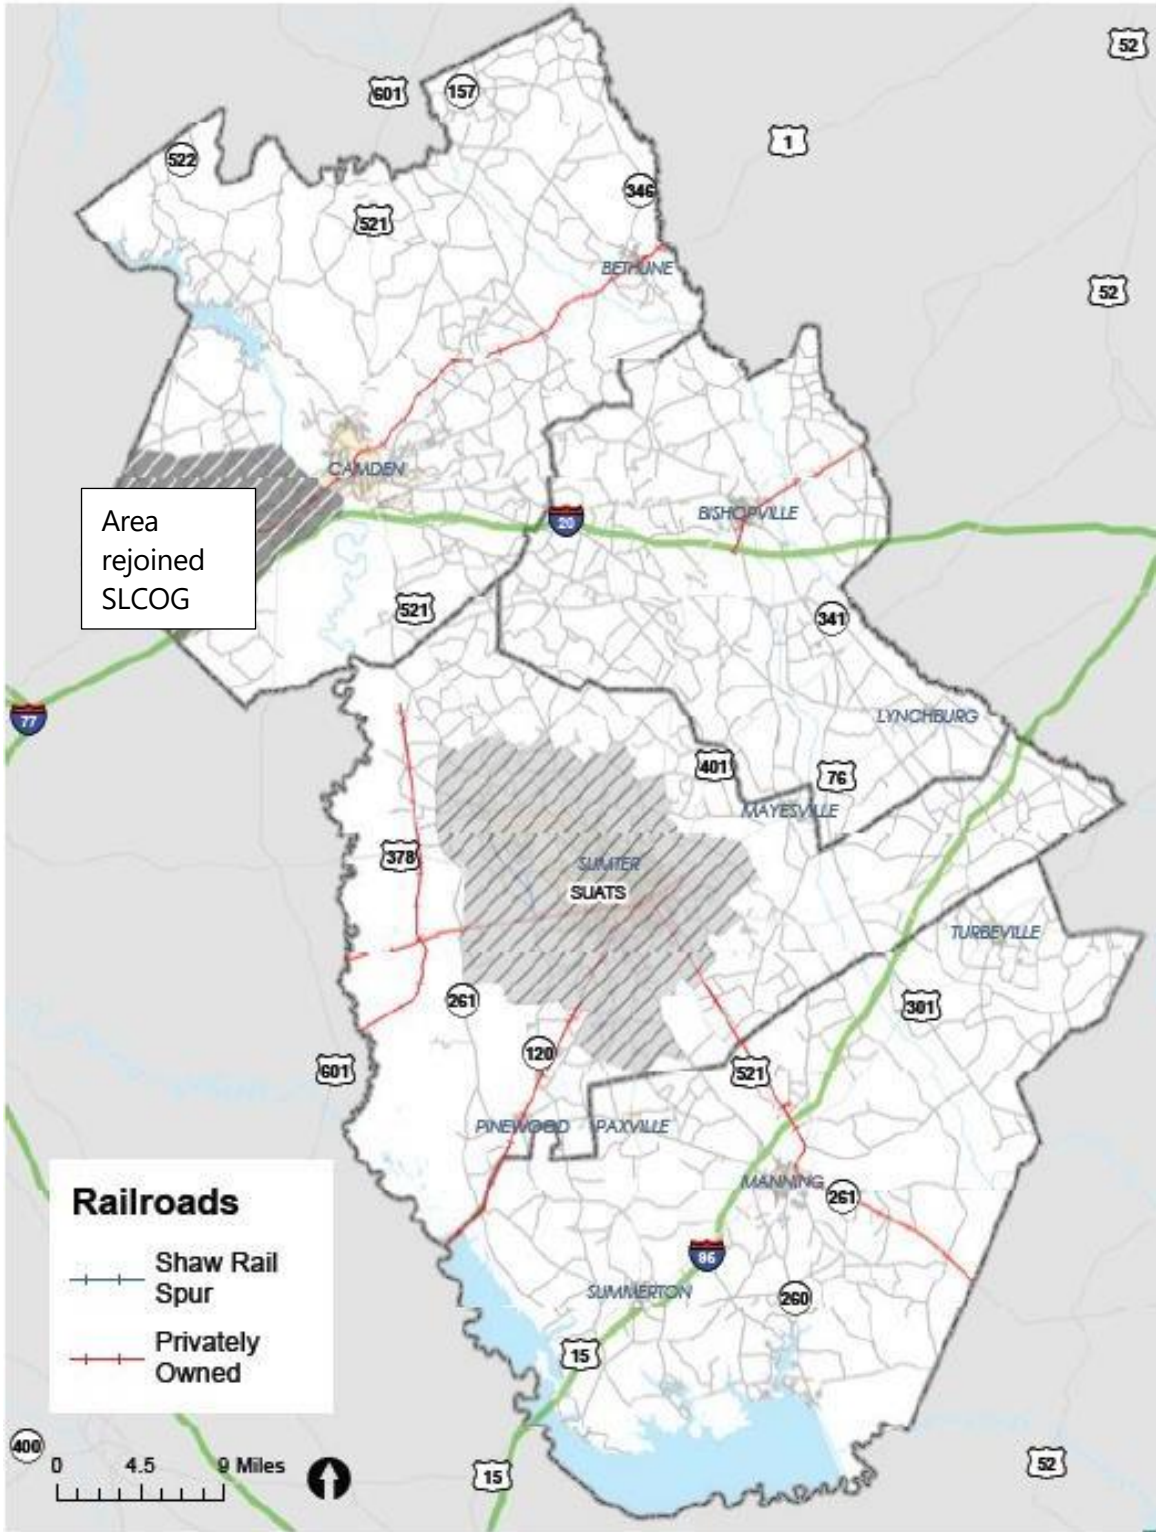 52
601
157
1
522
346
521
BETHUNE
52
CAMDEN
Area
rejoined
SLCOG
20
BISHOPVILLE
521
341
77
LYNCHBURG
401
76
MAYESVILLE
378
SUMTER
SUATS
TURBEVILLE
261
301
120
601
521
PINEWOOD
PAXVILLE
MANNING
261
Railroads
Shaw Rail
Spur
Privately
Owned
86
SUMMERTON
260
15
400
0 4.5 9 Miles
15
52